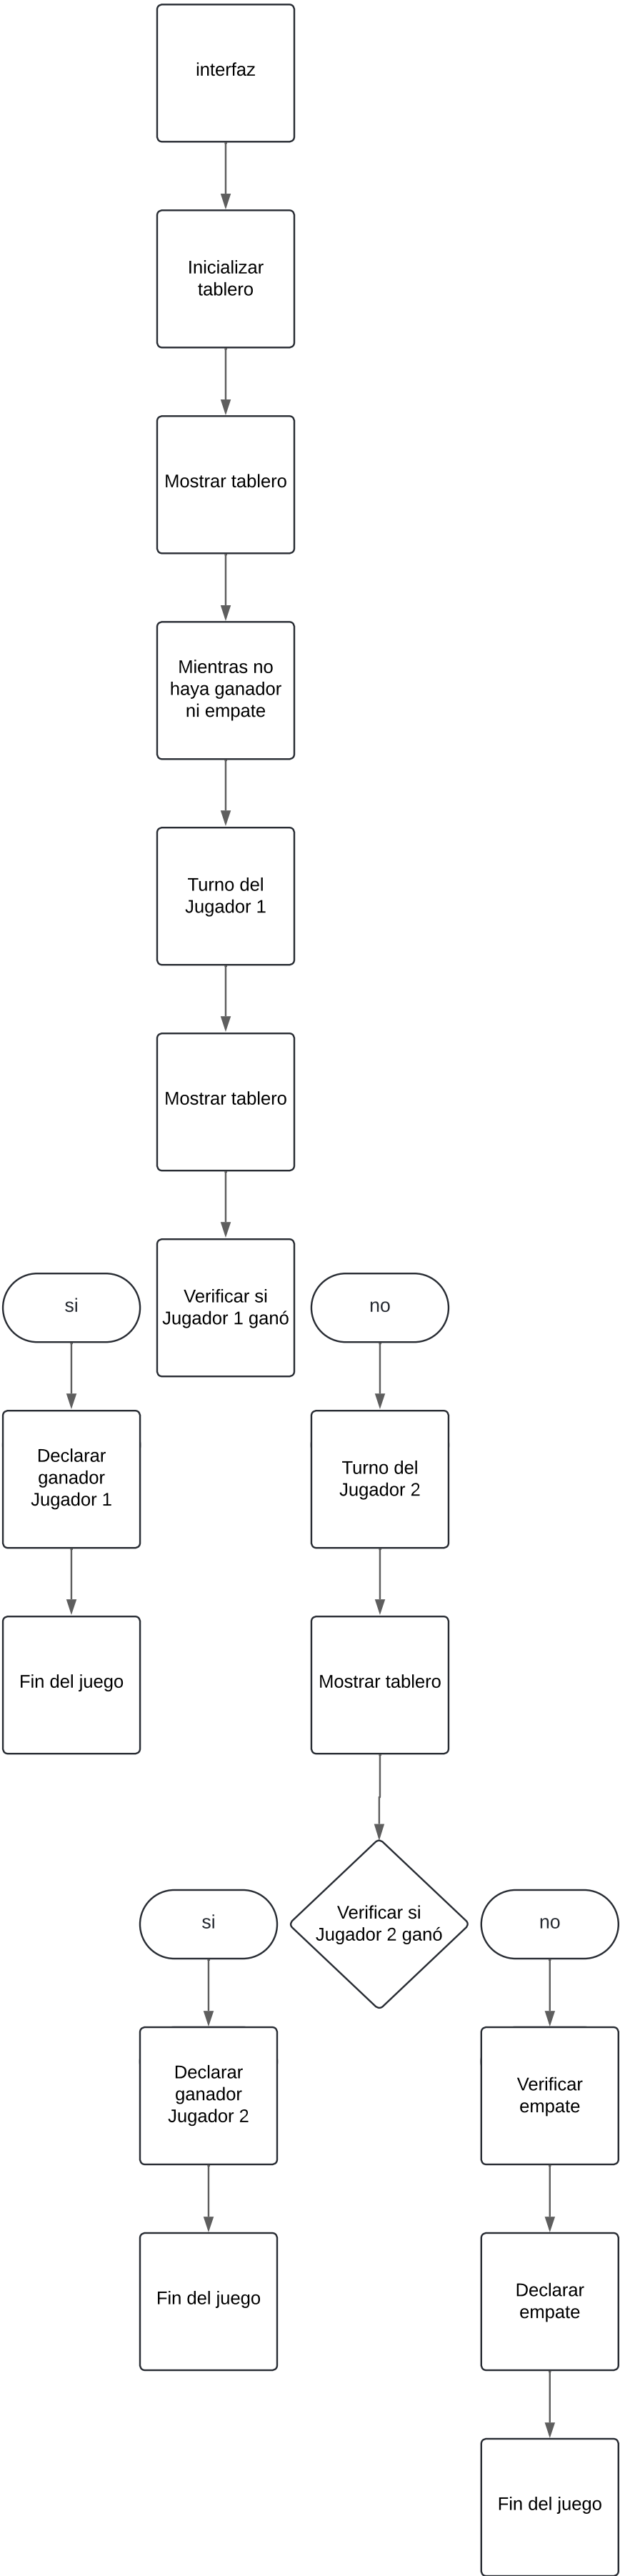 interfaz
Inicializar
tablero
Mostrar tablero
Mientras no
haya ganador
ni empate
Turno del
Jugador 1
Mostrar tablero
Verificar si
Jugador 1 ganó
si
no
Declarar
ganador
Jugador 1
Turno del
Jugador 2
Fin del juego
Mostrar tablero
Verificar si
Jugador 2 ganó
si
no
Declarar
ganador
Jugador 2
Verificar
empate
Fin del juego
Declarar
empate
Fin del juego